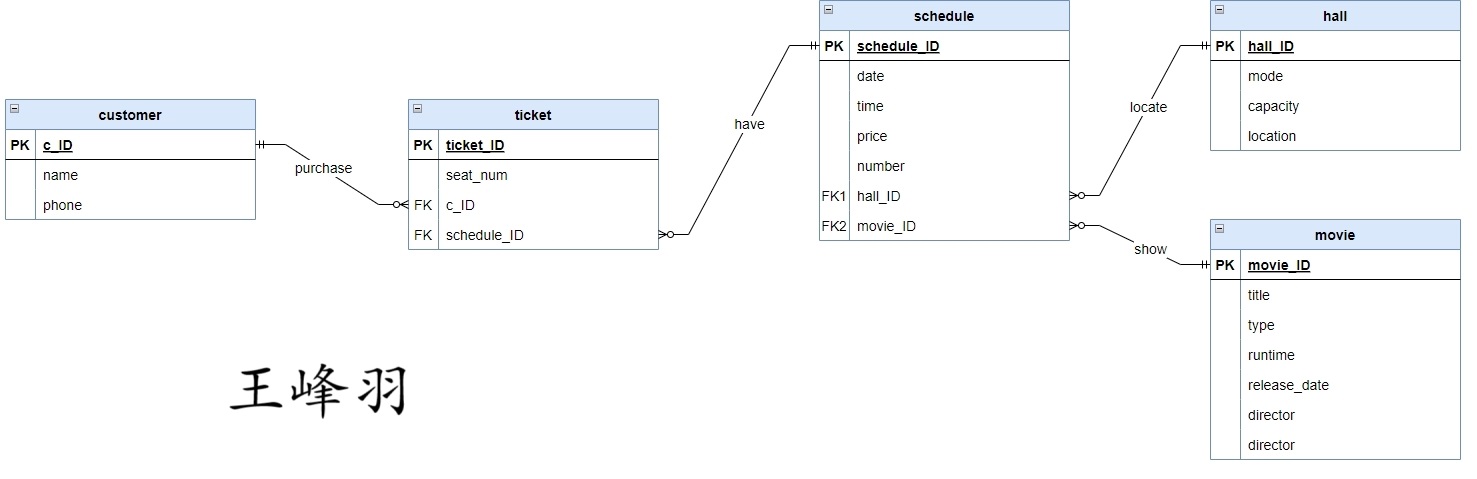 customer
PK c_ID
name
phone
purchase
ticket
PK ticket_ID
seat_num
FK c_ID
FK schedule_ID
have
schedule
PK schedule_ID
date
time
price
number
FK1 hall_ID
FK2 movie_ID
locate
show
hall
PK hall_ID
mode
capacity
location
movie
PK movie_ID
title
type
runtime
release_date
director
director
王峰羽